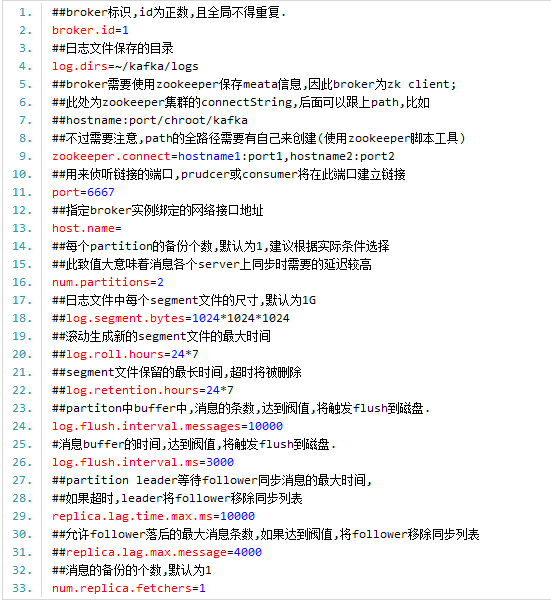 1. ##broker标识,id为正数,且全局不得重复.
2. broker.id=1
3. ##日志文件保存的目录
4. log.dirs=~/kafka/logs
5. ##broker需要使用zookeeper保存meata信息,因此broker为zk client;
6. ##此处为zookeeper集群的connectString,后面可以跟上path,比如
7. ##hostname:port/chroot/kafka
8. ##不过需要注意,path的全路径需要有自己来创建(使用zookeeper脚本工具)
9. zookeeper.connect=hostname1:port1,hostname2:port2
10. ##用来侦听链接的端口,prudcer或consumer将在此端口建立链接
11. port=6667
12. ##指定broker实例绑定的网络接口地址
13. host.name=
14. ##每个partition的备份个数,默认为1,建议根据实际条件选择
15. ##此致值大意味着消息各个server上同步时需要的延迟较高
16. num.partitions=2
17. ##日志文件中每个segment文件的尺寸,默认为1G
18. ##log.segment.bytes=1024*1024*1024
19. ##滚动生成新的segment文件的最大时间
20. ##log.roll.hours=24*7
21. ##segment文件保留的最长时间,超时将被删除
22. ##log.retention.hours=24*7
23. ##partiton中buffer中,消息的条数,达到阀值,将触发flush到磁盘.
24. log.flush.interval.messages=10000
25. #消息buffer的时间,达到阀值,将触发flush到磁盘.
26. log.flush.interval.ms=3000
27. ##partition leader等待follower同步消息的最大时间,
28. ##如果超时,leader将follower移除同步列表
29. replica.lag.time.max.ms=10000
30. ##允许follower落后的最大消息条数,如果达到阀值,将follower移除同步列表
31. ##replica.lag.max.message=4000
32. ##消息的备份的个数,默认为1
33. num.replica.fetchers=1